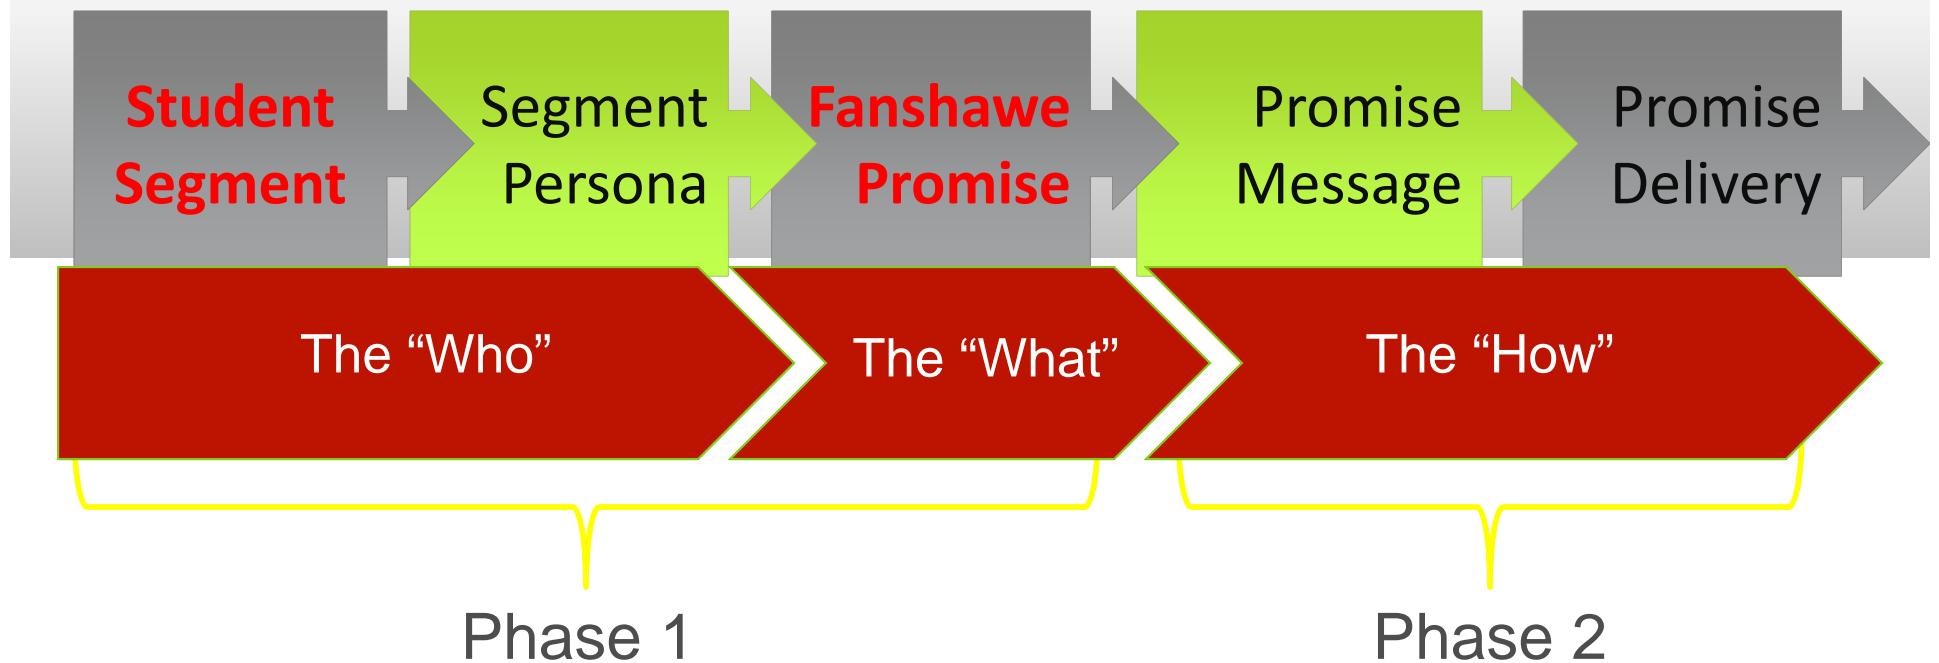 Student
Segment
Segment
Persona
Fanshawe
Promise
Promise
Message
Promise
Delivery
The “Who”
The “What”
The “How”
Phase 1
Phase 2